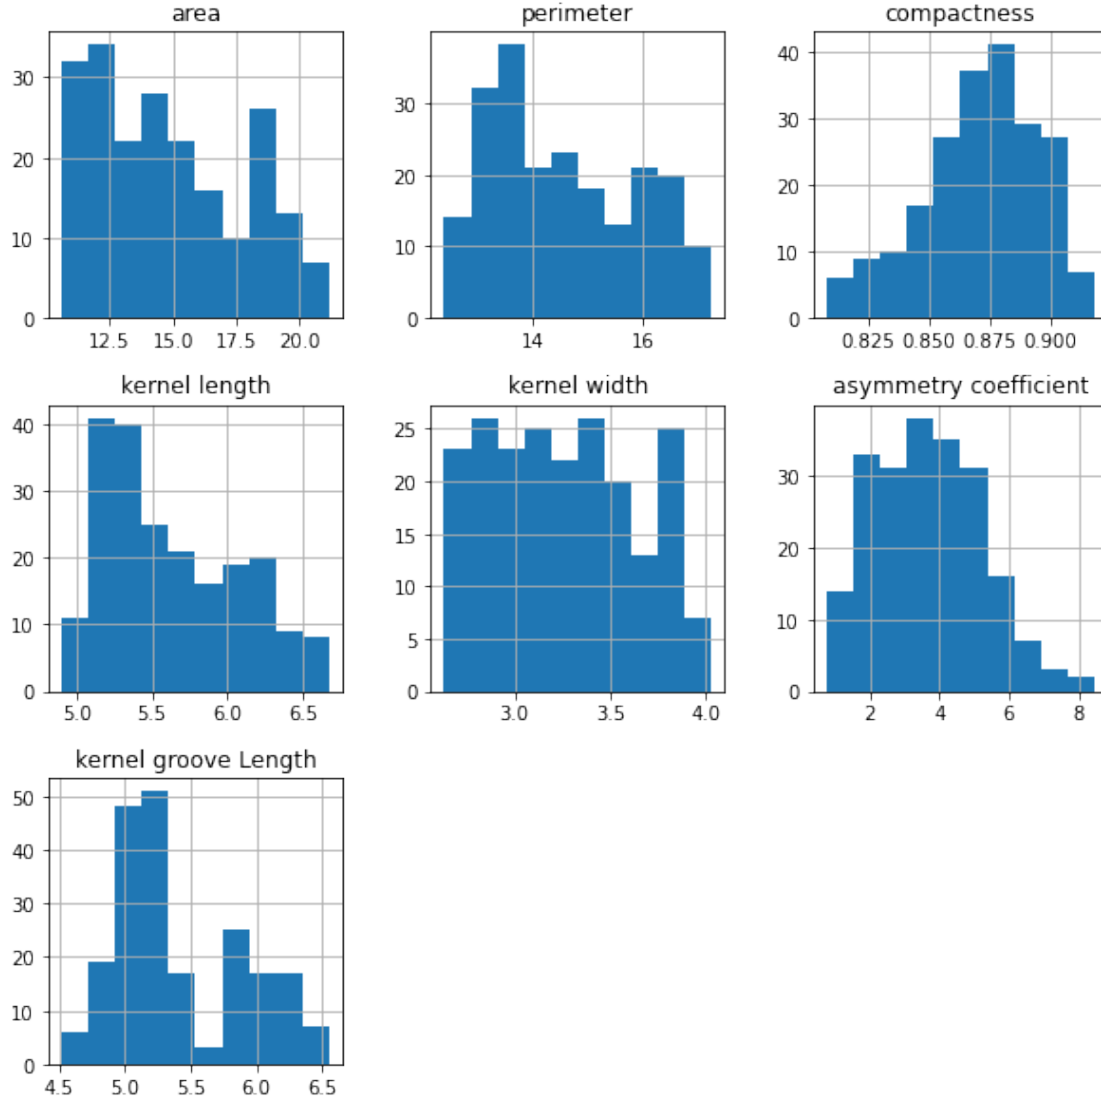 area
30
20
10
0
12.5 15.0 17.5 20.0
perimeter
30
20
10
0
14 16
compactness
40
30
20
10
0
0.825 0.850 0.875 0.900
kernel length
40
30
20
10
0
5.0 5.5 6.0 6.5
kernel width
25
20
15
10
5
0
3.0 3.5 4.0
asymmetry coefficient
30
20
10
0
2 4 6 8
kernel groove Length
50
40
30
20
10
0
4.5 5.0 5.5 6.0 6.5